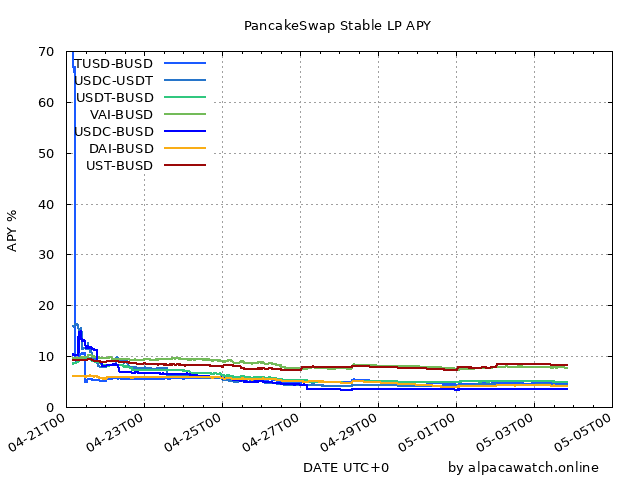 PancakeSwap Stable LP APY
70
60
50
40
30
20
10
0
APY %
TUSD-BUSD
USDC-USDT
USDT-BUSD
VAI-BUSD
USDC-BUSD
DAI-BUSD
UST-BUSD
04-21T00
04-23T00
04-25T00
04-27T00
04-29T00
05-01T00
05-03T00
05-05T00
DATE UTC+0
by alpacawatch.online